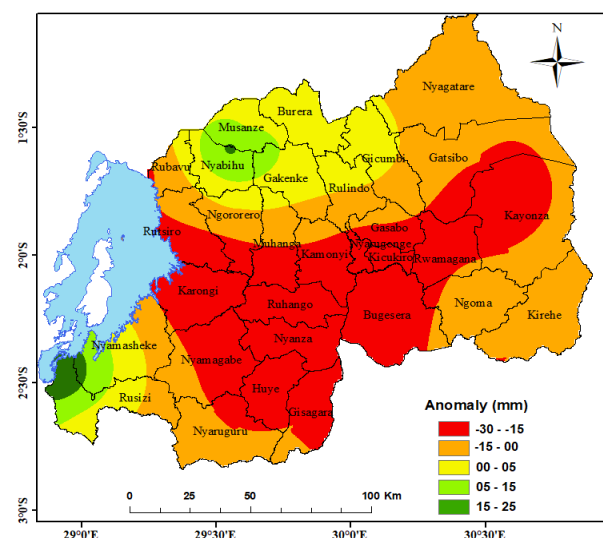 N
Nyagatare
Burera
Musanze
1°30'S
Gicumbi
Gatsibo
Rubavu
Nyabihu
Gakenke
Rulindo
Ngororero
Kayonza
Rutsiro
Gasabo
Muhanga
Nyarugenge
2°0'S
Kamonyi
Kicukiro
Rwamagana
Karongi
Ruhango
Bugesera
Ngoma
Kirehe
Nyamasheke
Nyanza
Nyamagabe
2°30'S
Rusizi
Huye
Gisagara
Nyaruguru
Anomaly (mm)
-30 - -15
-15 - 00
00 - 05
05 - 15
15 - 25
0 25 50 100 Km
3°0'S
29°0'E 29°30'E 30°0'E 30°30'E